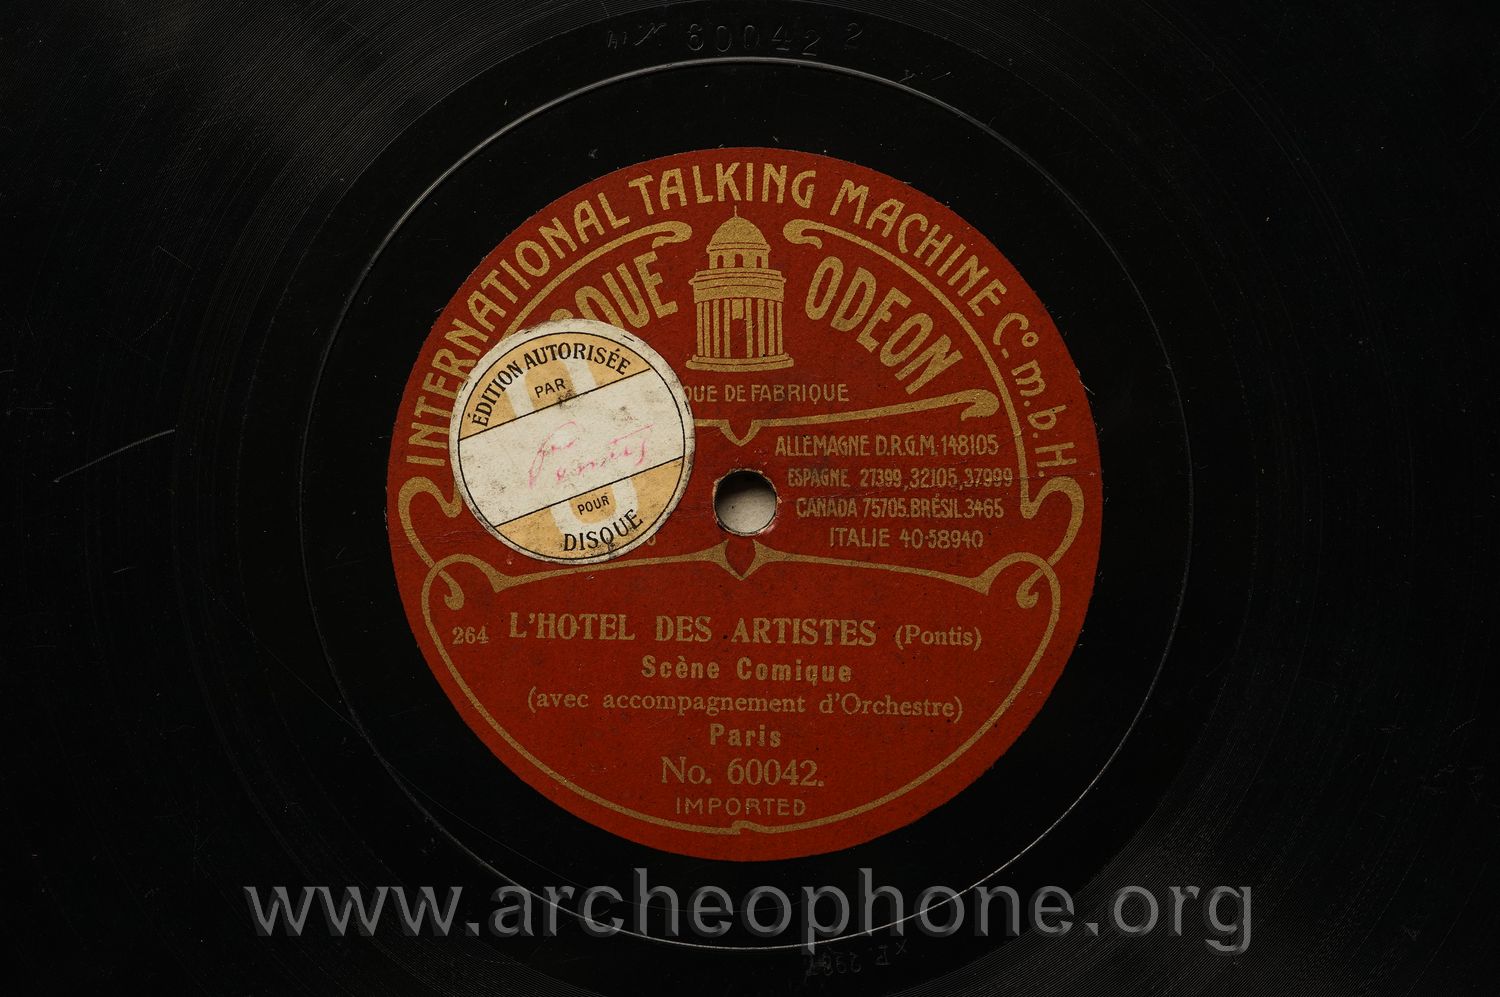 60042 2
INTERNATIONAL TALKING MACHINE Co. m. b. H.
ODEON
DE FABRIQUE
ÉDITION AUTORISÉE
PAR
POUR
DISQUE
ALLEMAGNE D.R.G.M. 148105
ESPAGNE 27399, 32105, 37999
CANADA 75705. BRÉSIL. 3465
ITALIE 40-58940
264 L'HOTEL DES ARTISTES (Pontis)
Scène Comique
(avec accompagnement d'Orchestre)
Paris
No. 60042.
IMPORTED
www.archeophone.org